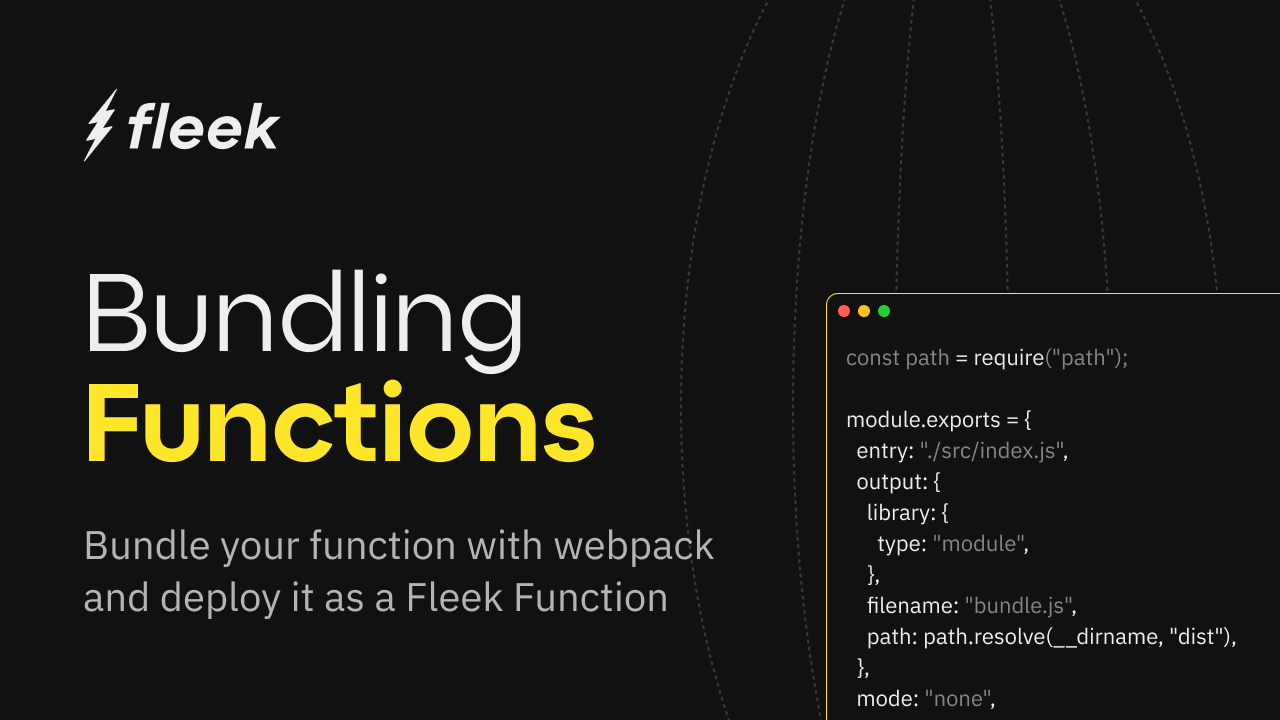 fleek
Bundling
Functions
Bundle your function with webpack
and deploy it as a Fleek Function
const path = require("path");
module.exports = {
entry: "./src/index.js",
output: {
library: {
type: "module",
},
filename: "bundle.js",
path: path.resolve(__dirname, "dist"),
},
mode: "none",